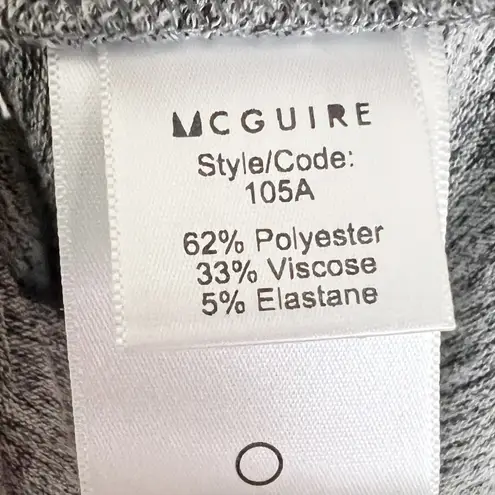 MCGUIRE
Style/Code:
105A
62% Polyester
33% Viscose
5% Elastane